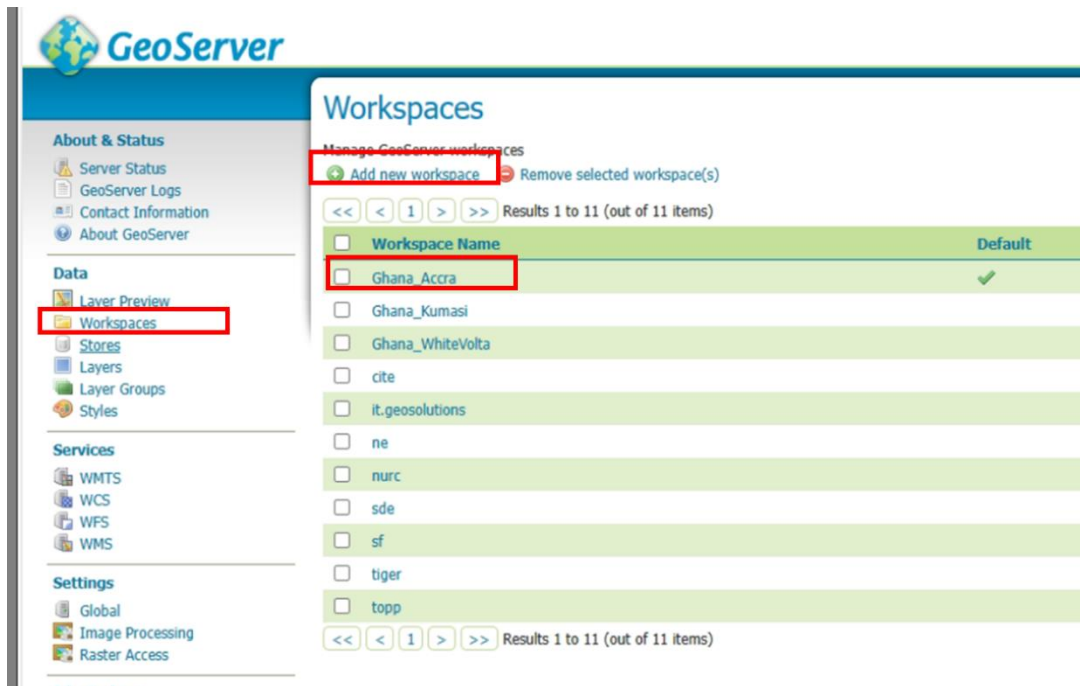 GeoServer
About & Status
Server Status
GeoServer Logs
Contact Information
About GeoServer
Data
Layer Preview
Workspaces
Stores
Layers
Layer Groups
Styles
Services
WMTS
WCS
WFS
WMS
Settings
Global
Image Processing
Raster Access
Workspaces
Manage GeoServer workspaces
Add new workspace Remove selected workspace(s)
<< < 1 > >> Results 1 to 11 (out of 11 items)
Workspace Name Default
Ghana_Accra
Ghana_Kumasi
Ghana_WhiteVolta
cite
it.geosolutions
ne
nurc
sde
sf
tiger
topp
<< < 1 > >> Results 1 to 11 (out of 11 items)